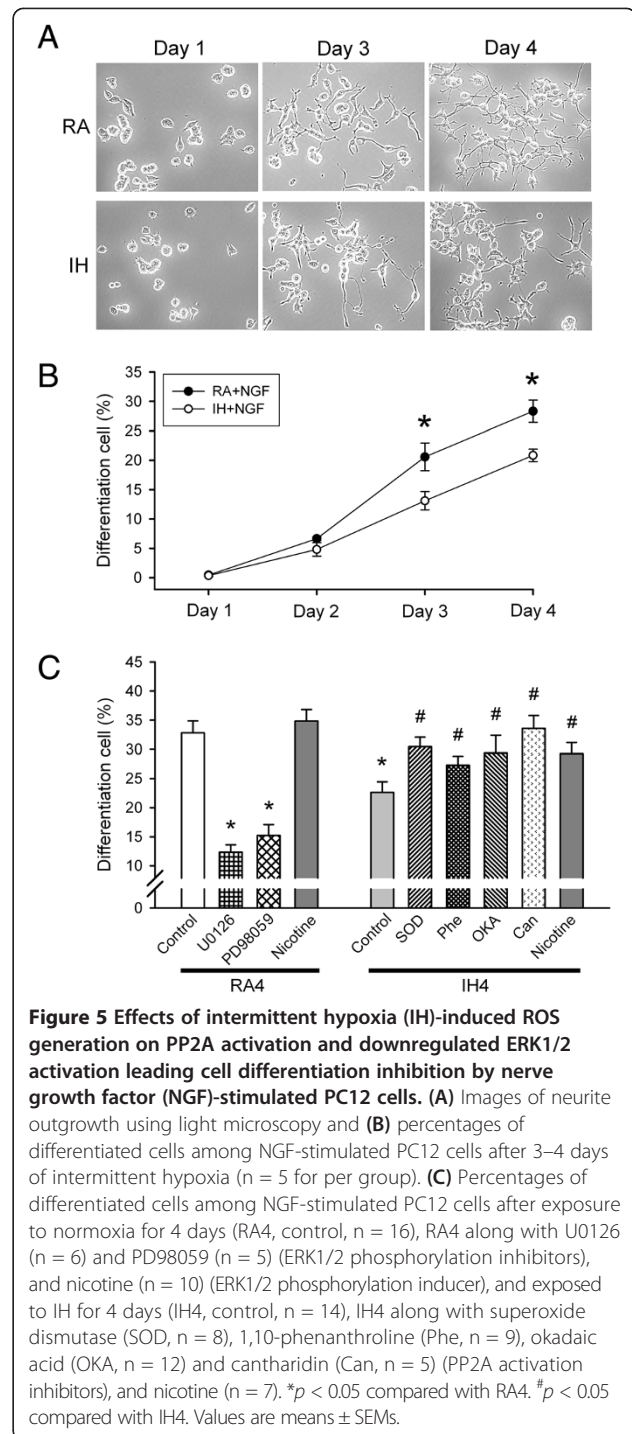 A
Day 1 Day 3 Day 4
RA
IH
B
Differentiation cell (%)
35
30
25
20
15
10
5
0
RA+NGF
IH+NGF
*
*
Day 1 Day 2 Day 3 Day 4
C
Differentiation cell (%)
45
40
35
30
25
20
15
10
0
* * * # # # # #
Control U0126 PD98059 Nicotine Control SOD Phe OKA Can Nicotine
RA4 IH4
Figure 5 Effects of intermittent hypoxia (IH)-induced ROS
generation on PP2A activation and downregulated ERK1/2
activation leading cell differentiation inhibition by nerve
growth factor (NGF)-stimulated PC12 cells. (A) Images of neurite
outgrowth using light microscopy and (B) percentages of
differentiated cells among NGF-stimulated PC12 cells after 3–4 days
of intermittent hypoxia (n = 5 for per group). (C) Percentages of
differentiated cells among NGF-stimulated PC12 cells after exposure
to normoxia for 4 days (RA4, control, n = 16), RA4 along with U0126
(n = 6) and PD98059 (n = 5) (ERK1/2 phosphorylation inhibitors),
and nicotine (n = 10) (ERK1/2 phosphorylation inducer), and exposed
to IH for 4 days (IH4, control, n = 14), IH4 along with superoxide
dismutase (SOD, n = 8), 1,10-phenanthroline (Phe, n = 9), okadaic
acid (OKA, n = 12) and cantharidin (Can, n = 5) (PP2A activation
inhibitors), and nicotine (n = 7). *p < 0.05 compared with RA4. #p < 0.05
compared with IH4. Values are means ± SEMs.